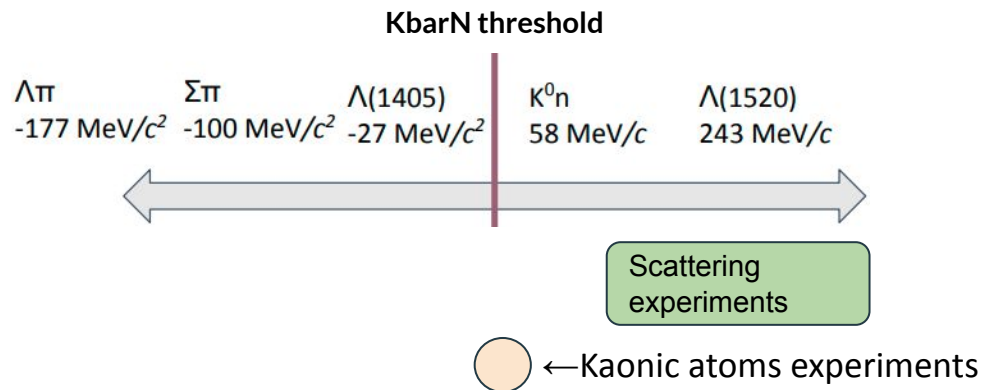 KbarN threshold
Λπ
-177 MeV/c²
Σπ
-100 MeV/c²
Λ(1405)
-27 MeV/c²
K⁰n
58 MeV/c
Λ(1520)
243 MeV/c
Scattering
experiments
←Kaonic atoms experiments